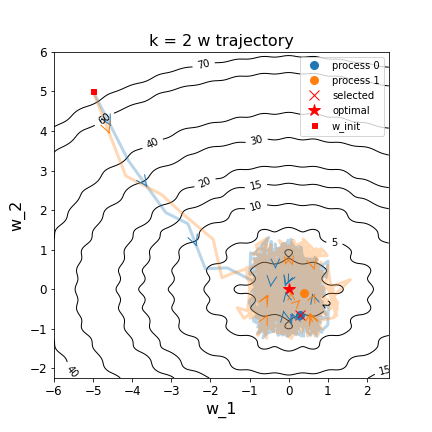 k = 2 w trajectory
process 0
process 1
selected
optimal
w_init
w_2
6
5
4
3
2
1
0
−1
−2
70
60
40
30
20
15
10
5
2
40
15
−6 −5 −4 −3 −2 −1 0 1 2
w_1